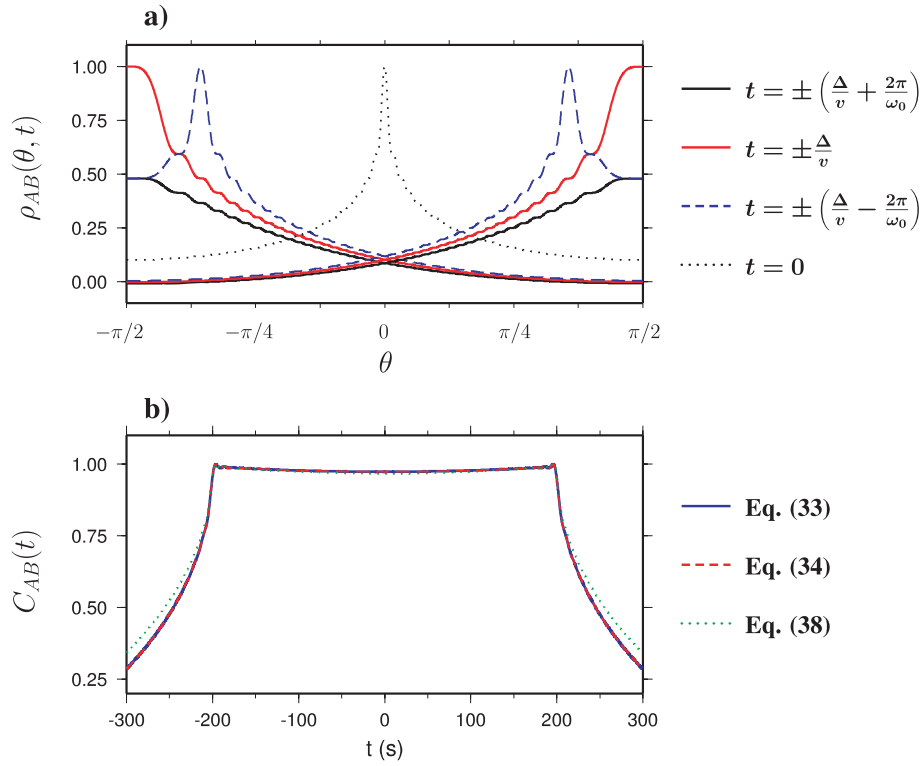 a)
1.00
0.75
0.50
0.25
0.00
ρ_AB(θ, t)
−π/2
−π/4
0
π/4
π/2
θ
t = ± (Δ/v + 2π/ω₀)
t = ± Δ/v
t = ± (Δ/v − 2π/ω₀)
t = 0
b)
1.00
0.75
0.50
0.25
C_AB(t)
-300
-200
-100
0
100
200
300
t (s)
Eq. (33)
Eq. (34)
Eq. (38)